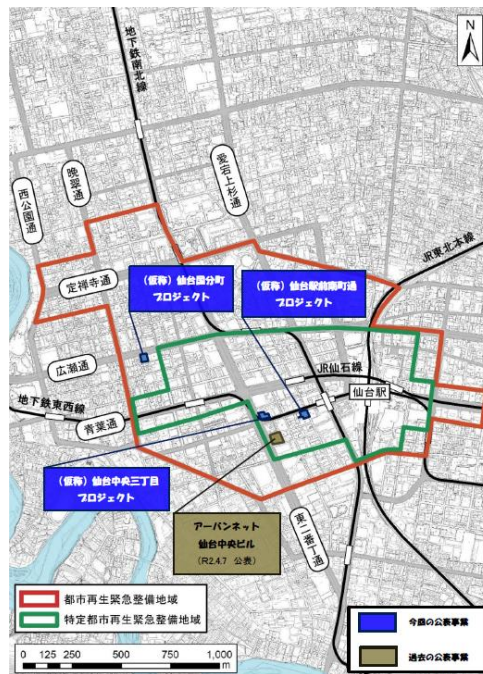 N
地下鉄南北線
愛宕上杉通
晩翠通
西公園通
JR東北本線
定禅寺通
(仮称)仙台国分町
プロジェクト
(仮称)仙台駅前南町通
プロジェクト
広瀬通
JR仙石線
地下鉄東西線
仙台駅
青葉通
(仮称)仙台中央三丁目
プロジェクト
アーバンネット
仙台中央ビル
(R2.4.7 公表)
東二番丁通
都市再生緊急整備地域
特定都市再生緊急整備地域
今回の公表事業
過去の公表事業
0 125 250 500 750 1,000
m